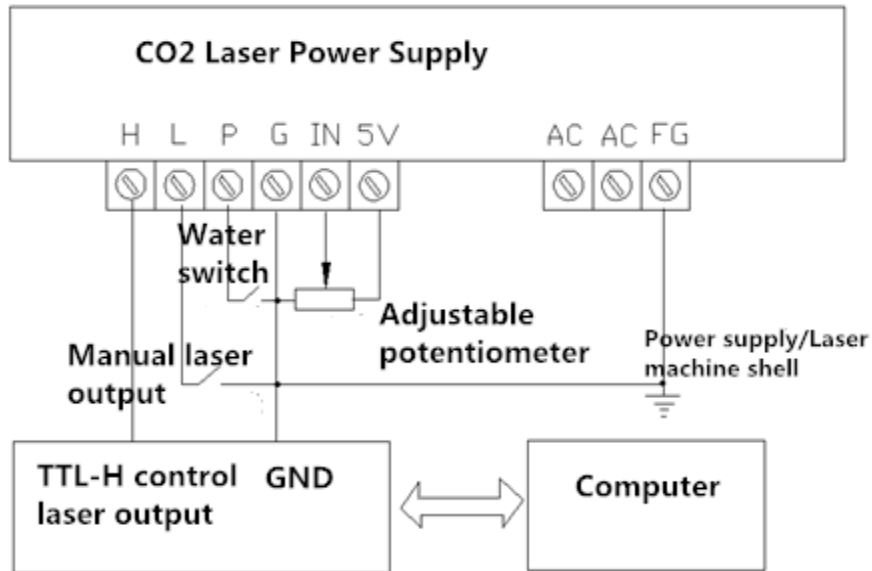 CO2 Laser Power Supply
H L P G IN 5V AC AC FG
Water
switch
Adjustable
potentiometer
Manual laser
output
Power supply/Laser
machine shell
TTL-H control
laser output
GND
Computer